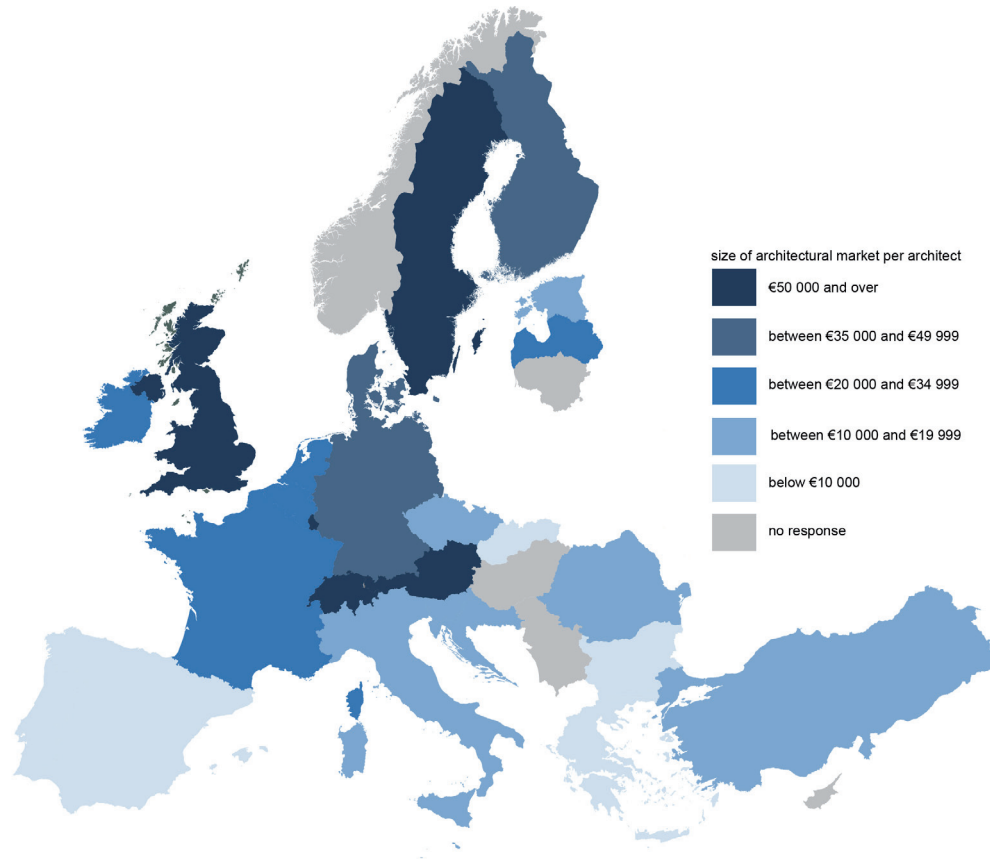 size of architectural market per architect
€50 000 and over
between €35 000 and €49 999
between €20 000 and €34 999
between €10 000 and €19 999
below €10 000
no response